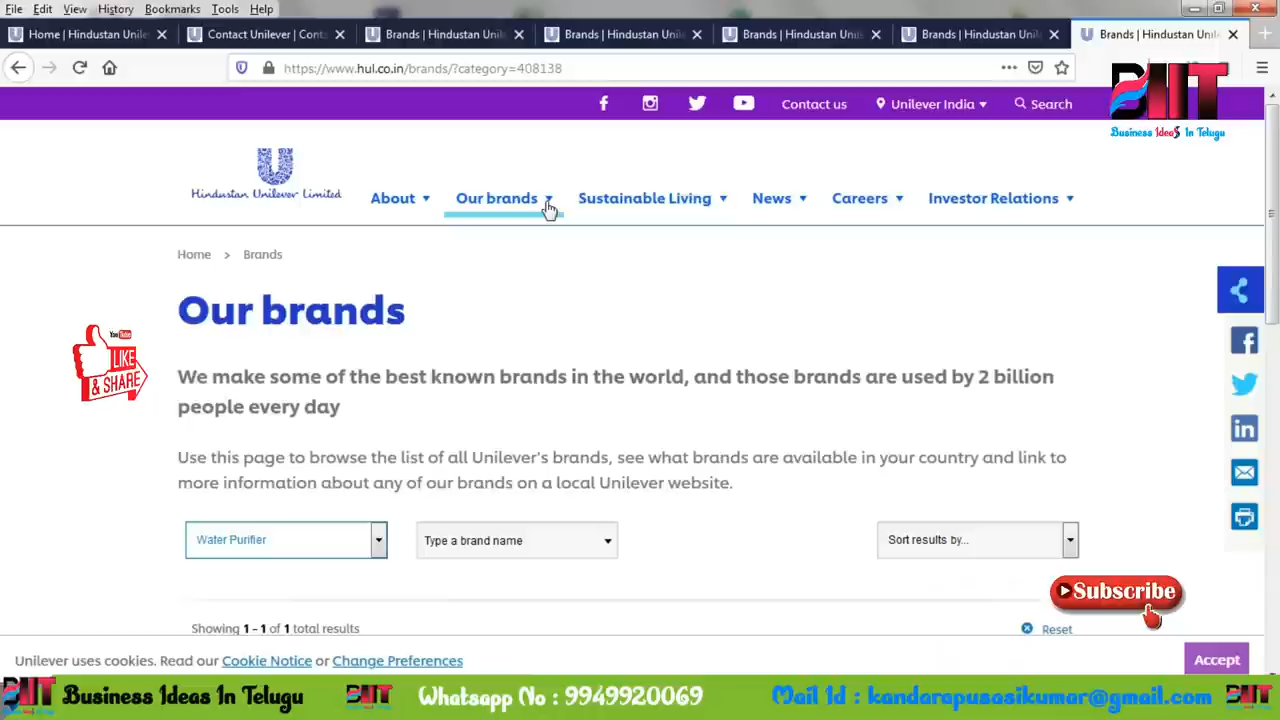 File Edit View History Bookmarks Tools Help
Home | Hindustan Unile
Contact Unilever | Conta
Brands | Hindustan Unil
Brands | Hindustan Unil
Brands | Hindustan Unil
Brands | Hindustan Unil
Brands | Hindustan Unile
https://www.hul.co.in/brands/?category=408138
Contact us Unilever India Search
BIIT
Business Ideas In Telugu
Hindustan Unilever Limited
About Our brands Sustainable Living News Careers Investor Relations
Home > Brands
Our brands
YouTube
LIKE
& SHARE
We make some of the best known brands in the world, and those brands are used by 2 billion
people every day
Use this page to browse the list of all Unilever's brands, see what brands are available in your country and link to
more information about any of our brands on a local Unilever website.
Water Purifier Type a brand name Sort results by...
Subscribe
Showing 1 - 1 of 1 total results Reset
Unilever uses cookies. Read our Cookie Notice or Change Preferences Accept
BIIT Business Ideas In Telugu BIIT Whatsapp No : 9949920069 Mail Id : kandarapusasikumar@gmail.com BIIT